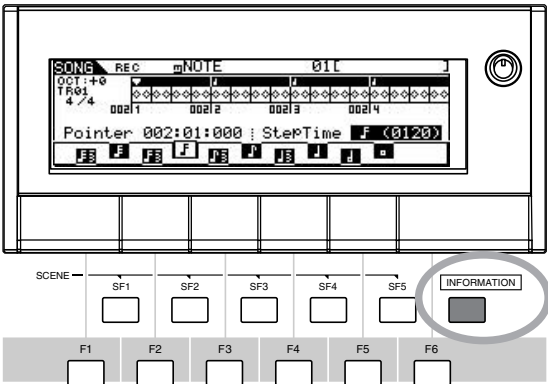 SONG REC mNOTE 01[ ]
OCT:+0
TR01
4/4
002|1 002|2 002|3 002|4
Pointer 002:01:000 StepTime (0120)
SCENE
INFORMATION
SF1 SF2 SF3 SF4 SF5
F1 F2 F3 F4 F5 F6